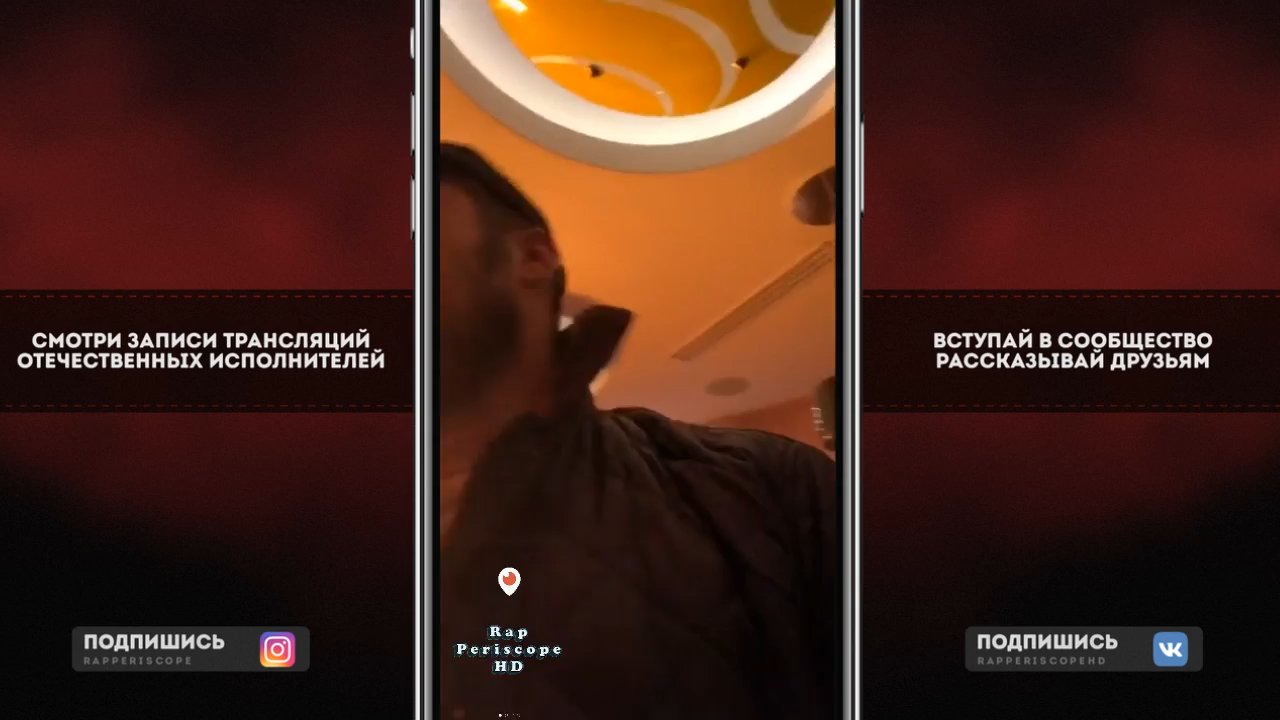 СМОТРИ ЗАПИСИ ТРАНСЛЯЦИЙ
ОТЕЧЕСТВЕННЫХ ИСПОЛНИТЕЛЕЙ
ВСТУПАЙ В СООБЩЕСТВО
РАССКАЗЫВАЙ ДРУЗЬЯМ
Rap
Periscope
HD
ПОДПИШИСЬ
RAPPERISCOPE
ПОДПИШИСЬ
RAPPERISCOPEHD